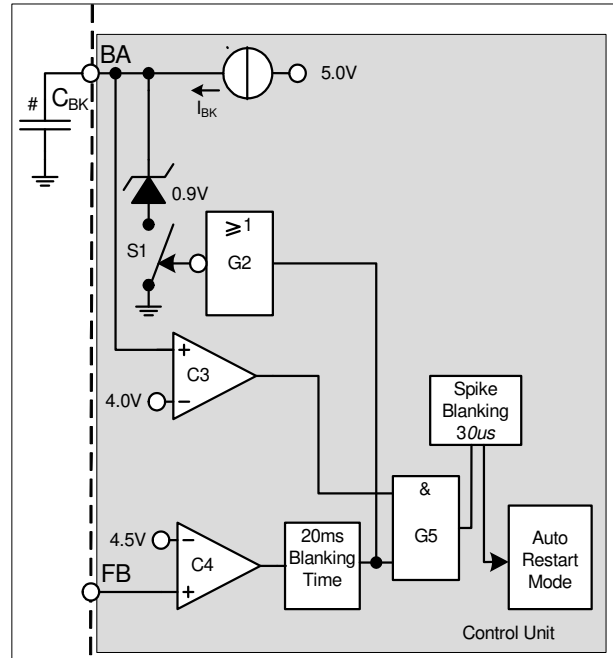 BA
5.0V
#
C_BK
I_BK
0.9V
S1
≥1
G2
C3
4.0V
Spike
Blanking
30us
&
G5
4.5V
C4
20ms
Blanking
Time
Auto
Restart
Mode
FB
Control Unit